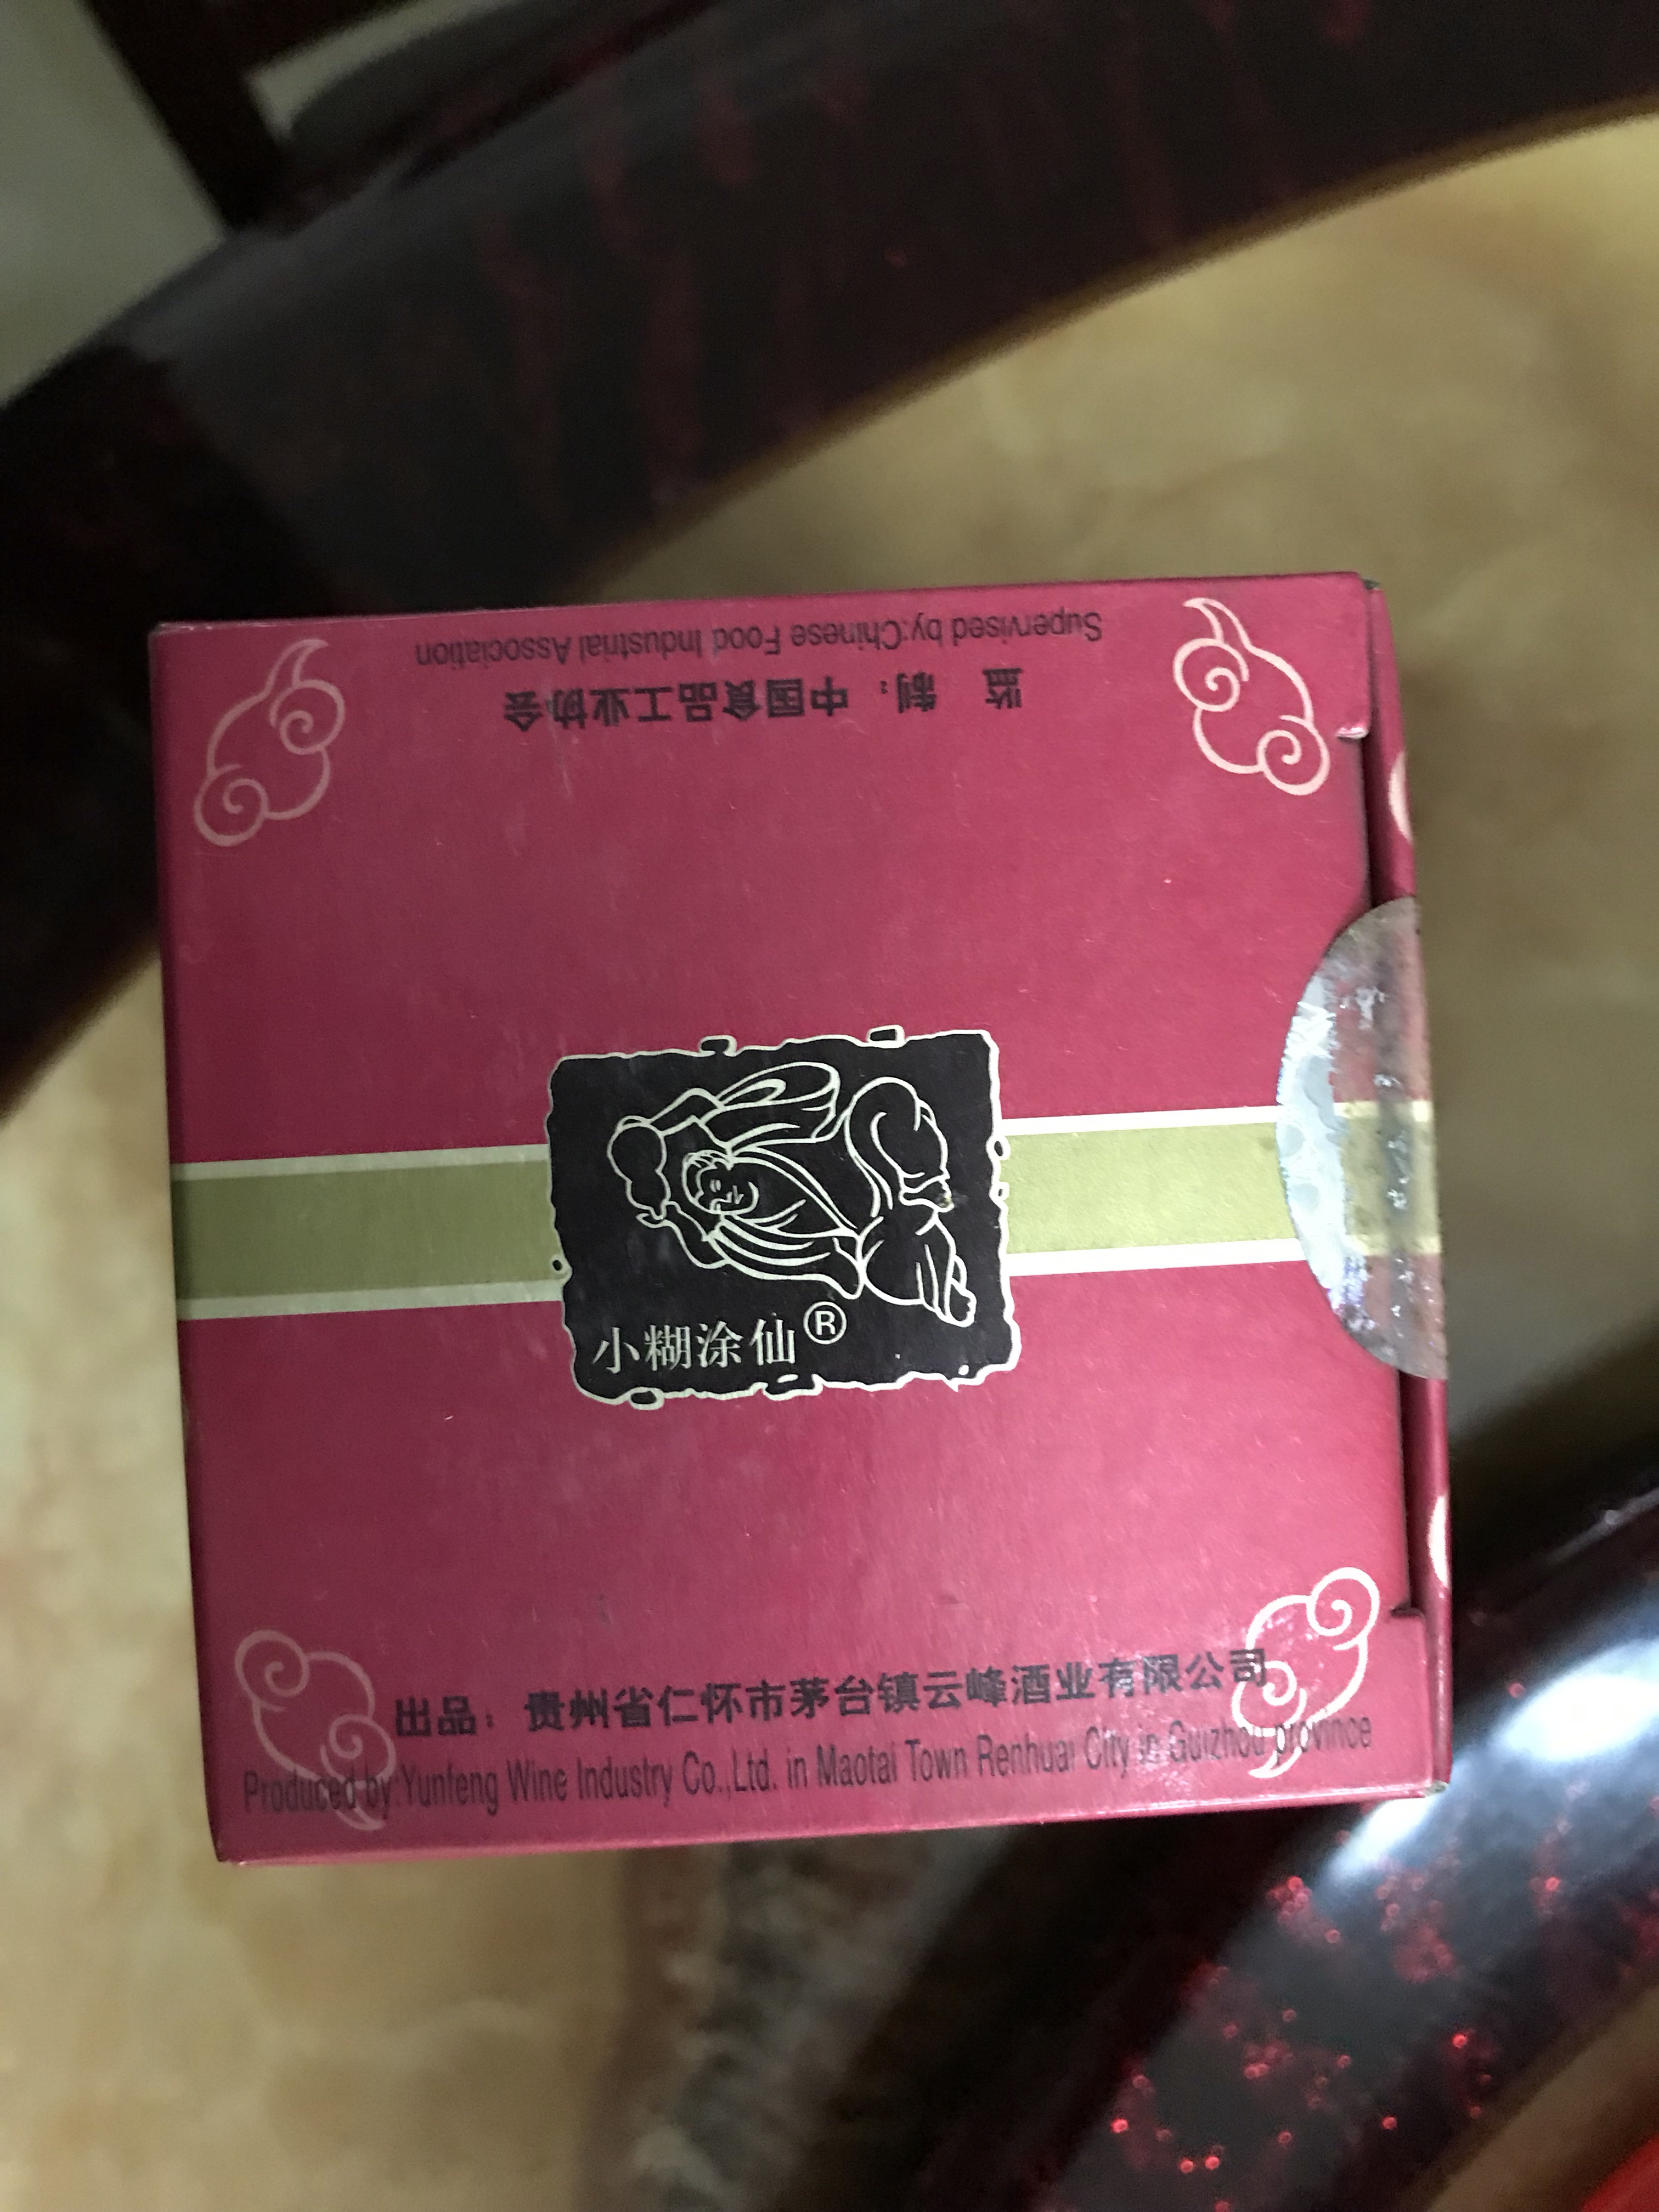 Supervised by:Chinese Food Industrial Association
监 制：中国食品工业协会
小糊涂仙®
出品：贵州省仁怀市茅台镇云峰酒业有限公司
Produced by:Yunfeng Wine Industry Co.,Ltd. in Maotai Town Renhuai City in Guizhou province